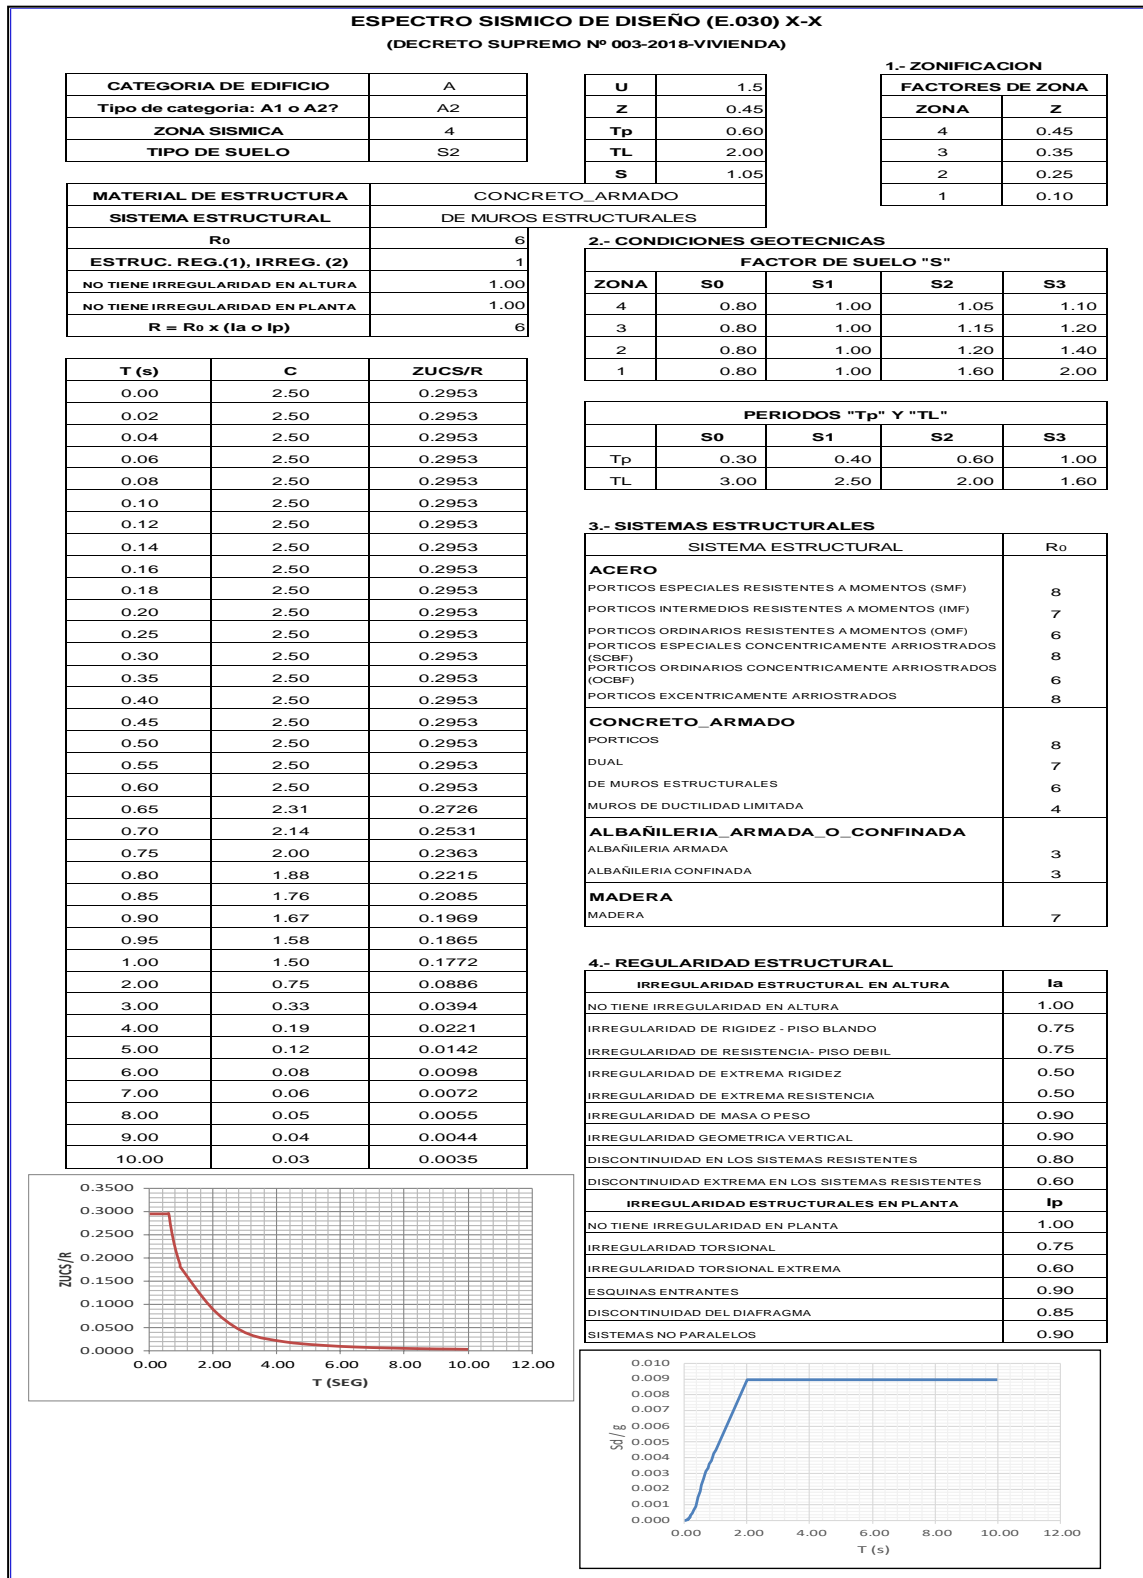 ESPECTRO SISMICO DE DISEÑO (E.030) X-X
(DECRETO SUPREMO Nº 003-2018-VIVIENDA)
CATEGORIA DE EDIFICIO A
Tipo de categoria: A1 o A2? A2
ZONA SISMICA 4
TIPO DE SUELO S2
U 1.5
Z 0.45
Tp 0.60
TL 2.00
S 1.05
1.- ZONIFICACION
FACTORES DE ZONA
ZONA Z
4 0.45
3 0.35
2 0.25
1 0.10
MATERIAL DE ESTRUCTURA CONCRETO_ARMADO
SISTEMA ESTRUCTURAL DE MUROS ESTRUCTURALES
Ro 6
ESTRUC. REG.(1), IRREG. (2) 1
NO TIENE IRREGULARIDAD EN ALTURA 1.00
NO TIENE IRREGULARIDAD EN PLANTA 1.00
R = Ro x (Ia o Ip) 6
2.- CONDICIONES GEOTECNICAS
FACTOR DE SUELO "S"
ZONA S0 S1 S2 S3
4 0.80 1.00 1.05 1.10
3 0.80 1.00 1.15 1.20
2 0.80 1.00 1.20 1.40
1 0.80 1.00 1.60 2.00
PERIODOS "Tp" Y "TL"
S0 S1 S2 S3
Tp 0.30 0.40 0.60 1.00
TL 3.00 2.50 2.00 1.60
T (s) C ZUCS/R
0.00 2.50 0.2953
0.02 2.50 0.2953
0.04 2.50 0.2953
0.06 2.50 0.2953
0.08 2.50 0.2953
0.10 2.50 0.2953
0.12 2.50 0.2953
0.14 2.50 0.2953
0.16 2.50 0.2953
0.18 2.50 0.2953
0.20 2.50 0.2953
0.25 2.50 0.2953
0.30 2.50 0.2953
0.35 2.50 0.2953
0.40 2.50 0.2953
0.45 2.50 0.2953
0.50 2.50 0.2953
0.55 2.50 0.2953
0.60 2.50 0.2953
0.65 2.31 0.2726
0.70 2.14 0.2531
0.75 2.00 0.2363
0.80 1.88 0.2215
0.85 1.76 0.2085
0.90 1.67 0.1969
0.95 1.58 0.1865
1.00 1.50 0.1772
2.00 0.75 0.0886
3.00 0.33 0.0394
4.00 0.19 0.0221
5.00 0.12 0.0142
6.00 0.08 0.0098
7.00 0.06 0.0072
8.00 0.05 0.0055
9.00 0.04 0.0044
10.00 0.03 0.0035
3.- SISTEMAS ESTRUCTURALES
SISTEMA ESTRUCTURAL Ro
ACERO
PORTICOS ESPECIALES RESISTENTES A MOMENTOS (SMF) 8
PORTICOS INTERMEDIOS RESISTENTES A MOMENTOS (IMF) 7
PORTICOS ORDINARIOS RESISTENTES A MOMENTOS (OMF) 6
PORTICOS ESPECIALES CONCENTRICAMENTE ARRIOSTRADOS
(SCBF) 8
PORTICOS ORDINARIOS CONCENTRICAMENTE ARRIOSTRADOS
(OCBF) 6
PORTICOS EXCENTRICAMENTE ARRIOSTRADOS 8
CONCRETO_ARMADO
PORTICOS 8
DUAL 7
DE MUROS ESTRUCTURALES 6
MUROS DE DUCTILIDAD LIMITADA 4
ALBAÑILERIA_ARMADA_O_CONFINADA
ALBAÑILERIA ARMADA 3
ALBAÑILERIA CONFINADA 3
MADERA
MADERA 7
4.- REGULARIDAD ESTRUCTURAL
IRREGULARIDAD ESTRUCTURAL EN ALTURA Ia
NO TIENE IRREGULARIDAD EN ALTURA 1.00
IRREGULARIDAD DE RIGIDEZ - PISO BLANDO 0.75
IRREGULARIDAD DE RESISTENCIA- PISO DEBIL 0.75
IRREGULARIDAD DE EXTREMA RIGIDEZ 0.50
IRREGULARIDAD DE EXTREMA RESISTENCIA 0.50
IRREGULARIDAD DE MASA O PESO 0.90
IRREGULARIDAD GEOMETRICA VERTICAL 0.90
DISCONTINUIDAD EN LOS SISTEMAS RESISTENTES 0.80
DISCONTINUIDAD EXTREMA EN LOS SISTEMAS RESISTENTES 0.60
IRREGULARIDAD ESTRUCTURALES EN PLANTA Ip
NO TIENE IRREGULARIDAD EN PLANTA 1.00
IRREGULARIDAD TORSIONAL 0.75
IRREGULARIDAD TORSIONAL EXTREMA 0.60
ESQUINAS ENTRANTES 0.90
DISCONTINUIDAD DEL DIAFRAGMA 0.85
SISTEMAS NO PARALELOS 0.90
ZUCS/R
0.3500
0.3000
0.2500
0.2000
0.1500
0.1000
0.0500
0.0000
0.00 2.00 4.00 6.00 8.00 10.00 12.00
T (SEG)
Sd / g
0.010
0.009
0.008
0.007
0.006
0.005
0.004
0.003
0.002
0.001
0.000
0.00 2.00 4.00 6.00 8.00 10.00 12.00
T (s)